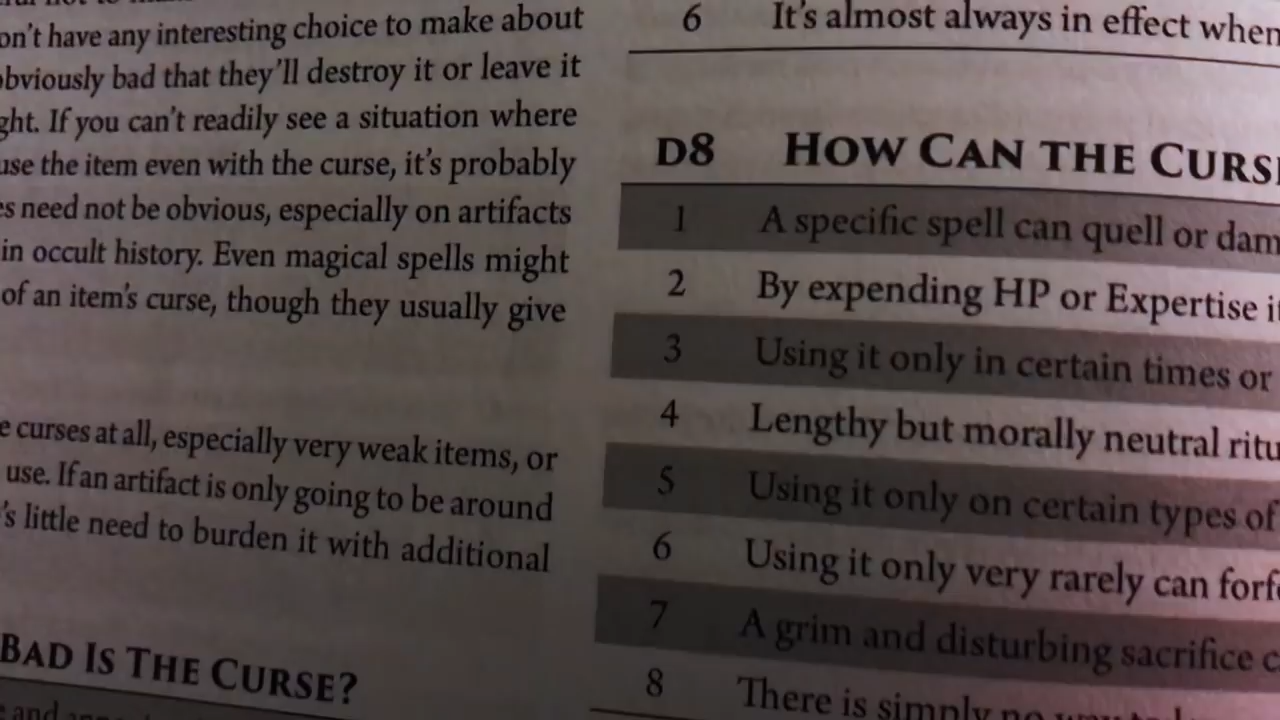 on't have any interesting choice to make about
obviously bad that they'll destroy it or leave it
ght. If you can't readily see a situation where
use the item even with the curse, it's probably
es need not be obvious, especially on artifacts
in occult history. Even magical spells might
of an item's curse, though they usually give
e curses at all, especially very weak items, or
use. If an artifact is only going to be around
's little need to burden it with additional
BAD IS THE CURSE?
6 It's almost always in effect when
D8 HOW CAN THE CURS
1 A specific spell can quell or dam
2 By expending HP or Expertise i
3 Using it only in certain times or
4 Lengthy but morally neutral ritu
5 Using it only on certain types of
6 Using it only very rarely can forf
7 A grim and disturbing sacrifice c
8 There is simply no way to